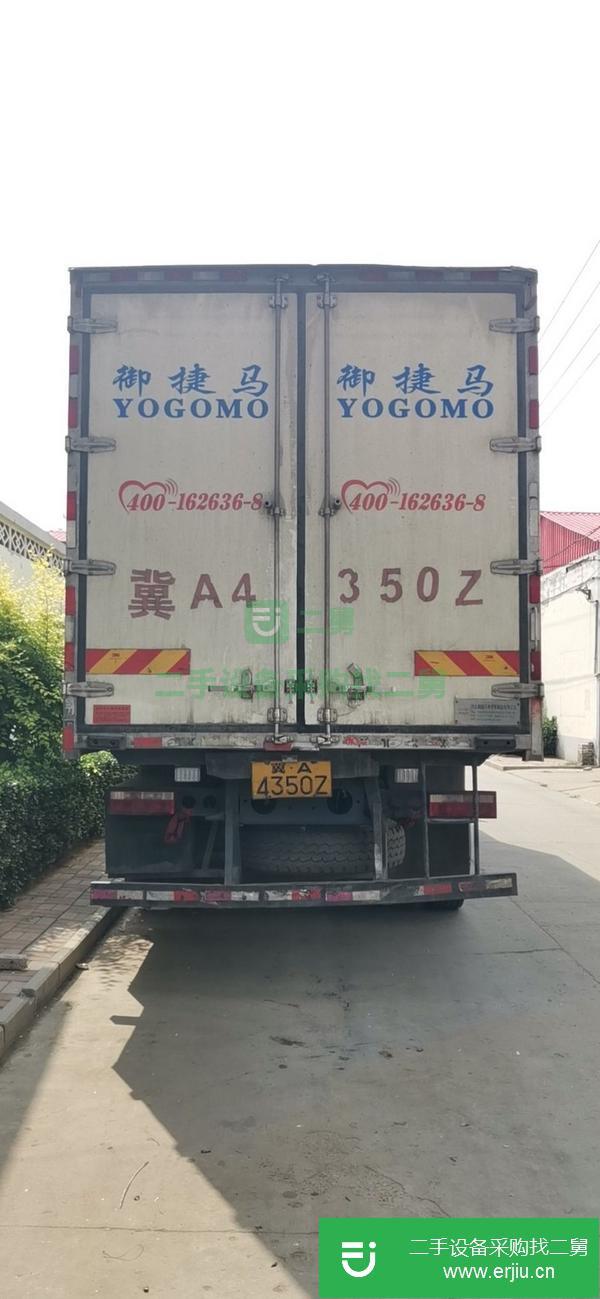 御捷马 御捷马
YOGOMO YOGOMO
400-162636-8 400-162636-8
冀A4 350Z
二舅
二手设备采购找二舅
冀·A
4350Z
二手设备采购找二舅
www.erjiu.cn